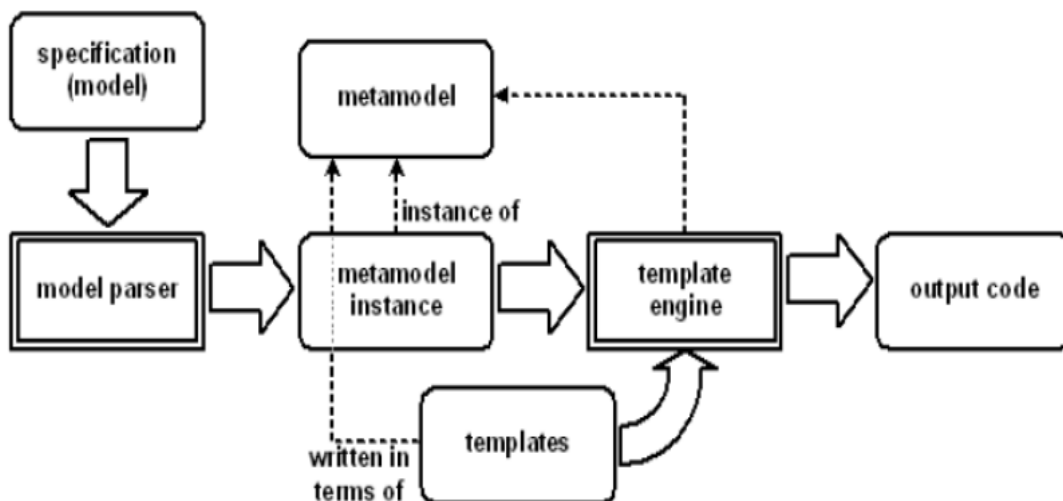 specification
(model)
metamodel
instance of
model parser
metamodel
instance
template
engine
output code
templates
written in
terms of